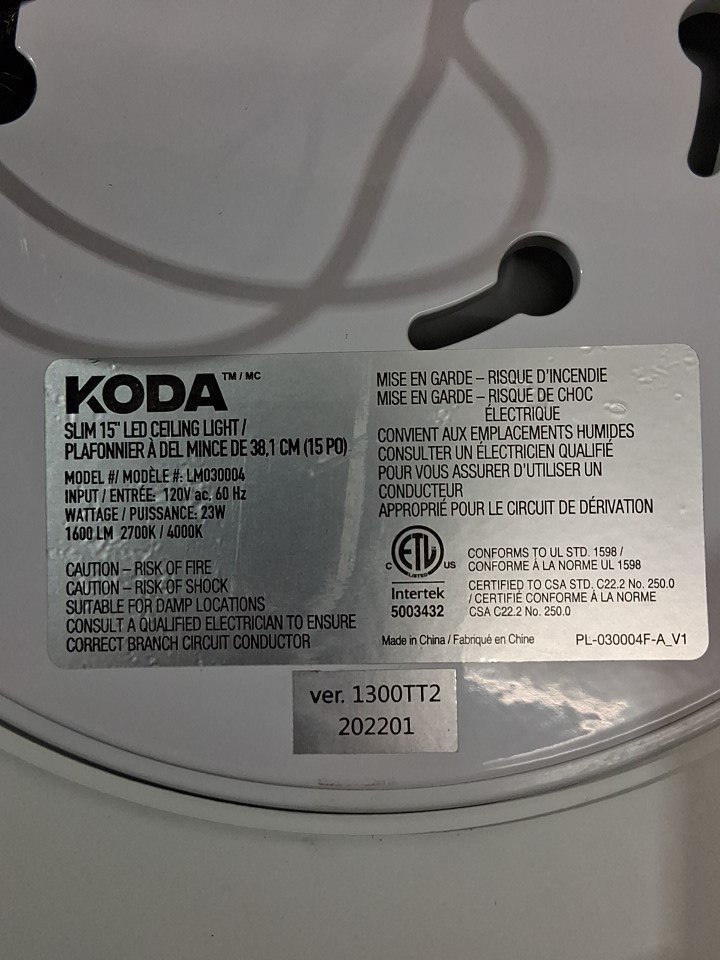 KODA™/MC
SLIM 15" LED CEILING LIGHT /
PLAFONNIER À DEL MINCE DE 38,1 CM (15 PO)
MODEL #/ MODÈLE #: LM030004
INPUT / ENTRÉE: 120V ac, 60 Hz
WATTAGE / PUISSANCE: 23W
1600 LM 2700K / 4000K
CAUTION – RISK OF FIRE
CAUTION – RISK OF SHOCK
SUITABLE FOR DAMP LOCATIONS
CONSULT A QUALIFIED ELECTRICIAN TO ENSURE
CORRECT BRANCH CIRCUIT CONDUCTOR
MISE EN GARDE – RISQUE D'INCENDIE
MISE EN GARDE – RISQUE DE CHOC
ÉLECTRIQUE
CONVIENT AUX EMPLACEMENTS HUMIDES
CONSULTER UN ÉLECTRICIEN QUALIFIÉ
POUR VOUS ASSURER D'UTILISER UN
CONDUCTEUR
APPROPRIÉ POUR LE CIRCUIT DE DÉRIVATION
C ETL US
LISTED
Intertek
5003432
CONFORMS TO UL STD. 1598 /
CONFORME À LA NORME UL 1598
CERTIFIED TO CSA STD. C22.2 No. 250.0
/ CERTIFIÉ CONFORME À LA NORME
CSA C22.2 No. 250.0
Made in China / Fabriqué en Chine
PL-030004F-A_V1
ver. 1300TT2
202201